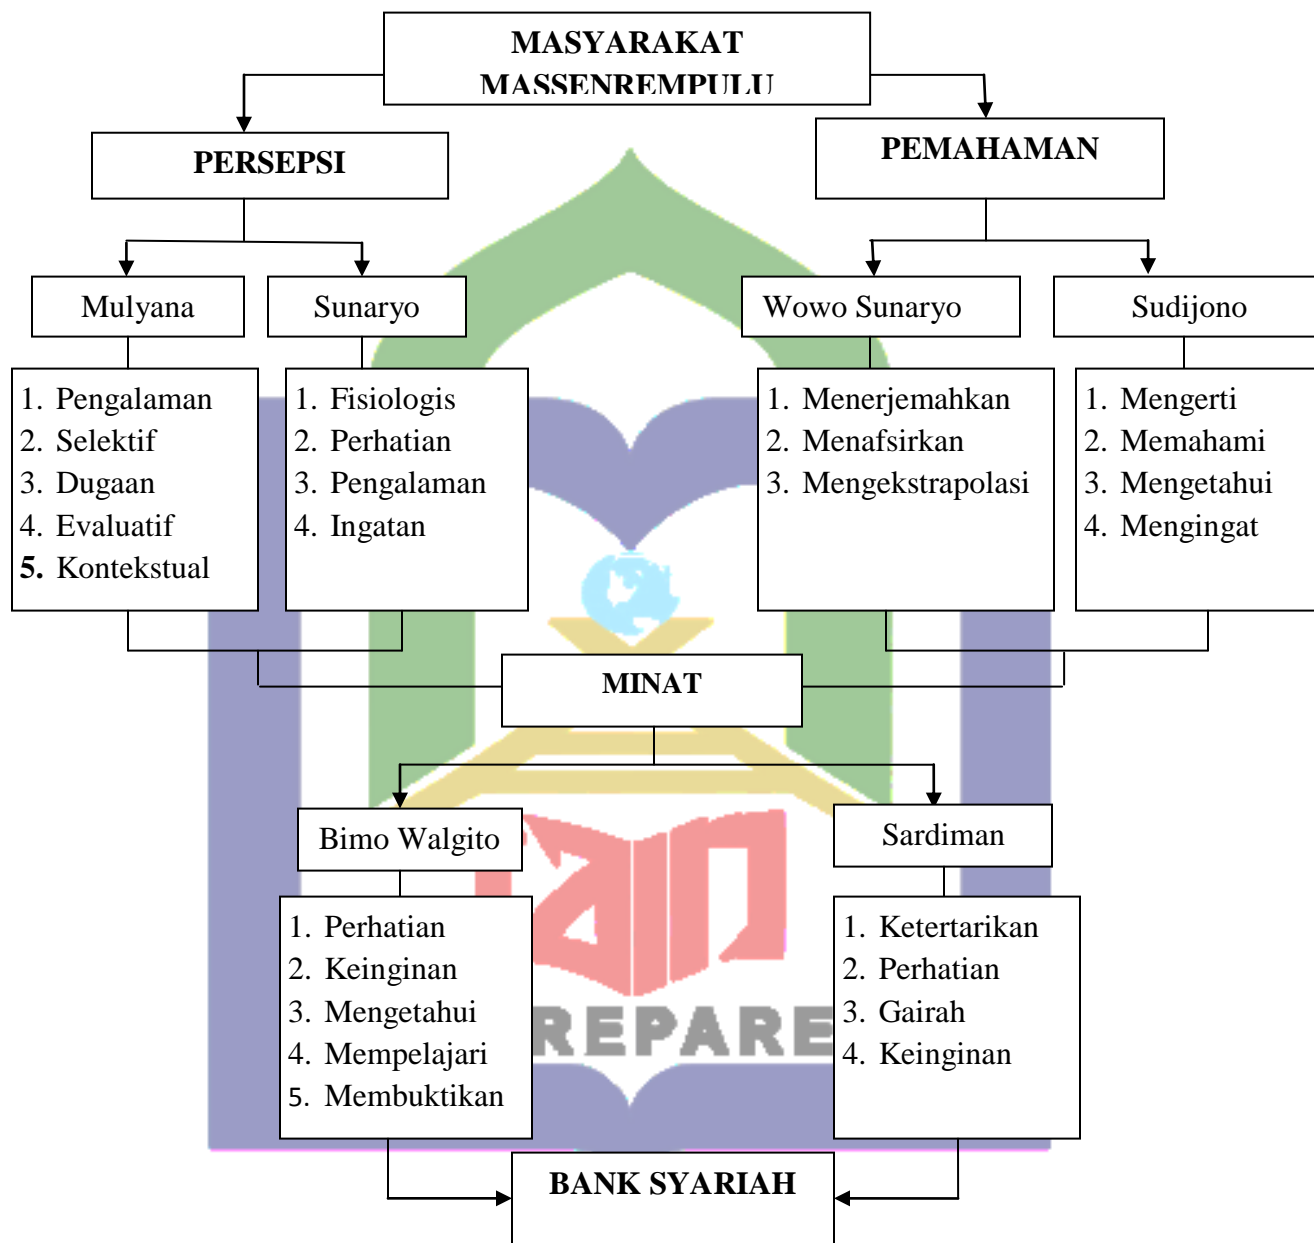 MASYARAKAT
MASSENREMPULU
PERSEPSI
PEMAHAMAN
Mulyana
Sunaryo
Wowo Sunaryo
Sudijono
1. Pengalaman
2. Selektif
3. Dugaan
4. Evaluatif
5. Kontekstual
1. Fisiologis
2. Perhatian
3. Pengalaman
4. Ingatan
1. Menerjemahkan
2. Menafsirkan
3. Mengekstrapolasi
1. Mengerti
2. Memahami
3. Mengetahui
4. Mengingat
MINAT
Bimo Walgito
Sardiman
1. Perhatian
2. Keinginan
3. Mengetahui
4. Mempelajari
5. Membuktikan
1. Ketertarikan
2. Perhatian
3. Gairah
4. Keinginan
iain
REPARE
BANK SYARIAH